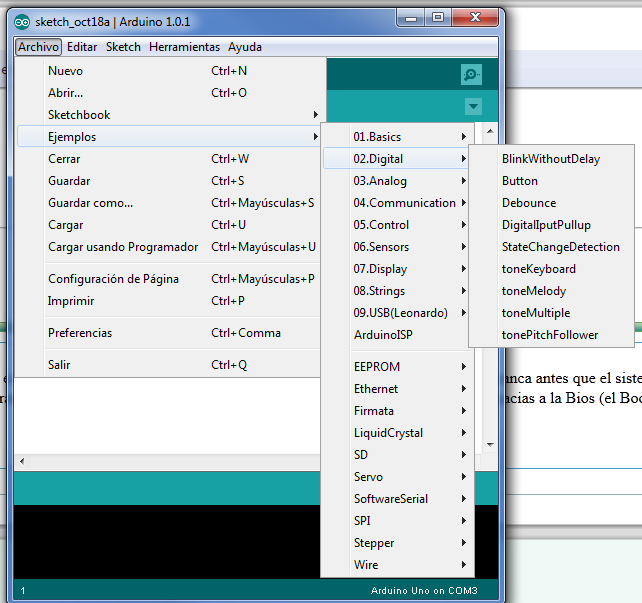 sketch_oct18a | Arduino 1.0.1
Archivo Editar Sketch Herramientas Ayuda
Nuevo Ctrl+N
Abrir... Ctrl+O
Sketchbook
Ejemplos
Cerrar Ctrl+W
Guardar Ctrl+S
Guardar como... Ctrl+Mayúsculas+S
Cargar Ctrl+U
Cargar usando Programador Ctrl+Mayúsculas+U
Configuración de Página Ctrl+Mayúsculas+P
Imprimir Ctrl+P
Preferencias Ctrl+Comma
Salir Ctrl+Q
01.Basics
02.Digital
03.Analog
04.Communication
05.Control
06.Sensors
07.Display
08.Strings
09.USB(Leonardo)
ArduinoISP
EEPROM
Ethernet
Firmata
LiquidCrystal
SD
Servo
SoftwareSerial
SPI
Stepper
Wire
BlinkWithoutDelay
Button
Debounce
DigitalIputPullup
StateChangeDetection
toneKeyboard
toneMelody
toneMultiple
tonePitchFollower
anca antes que el siste
acias a la Bios (el Boo
1 Arduino Uno on COM3